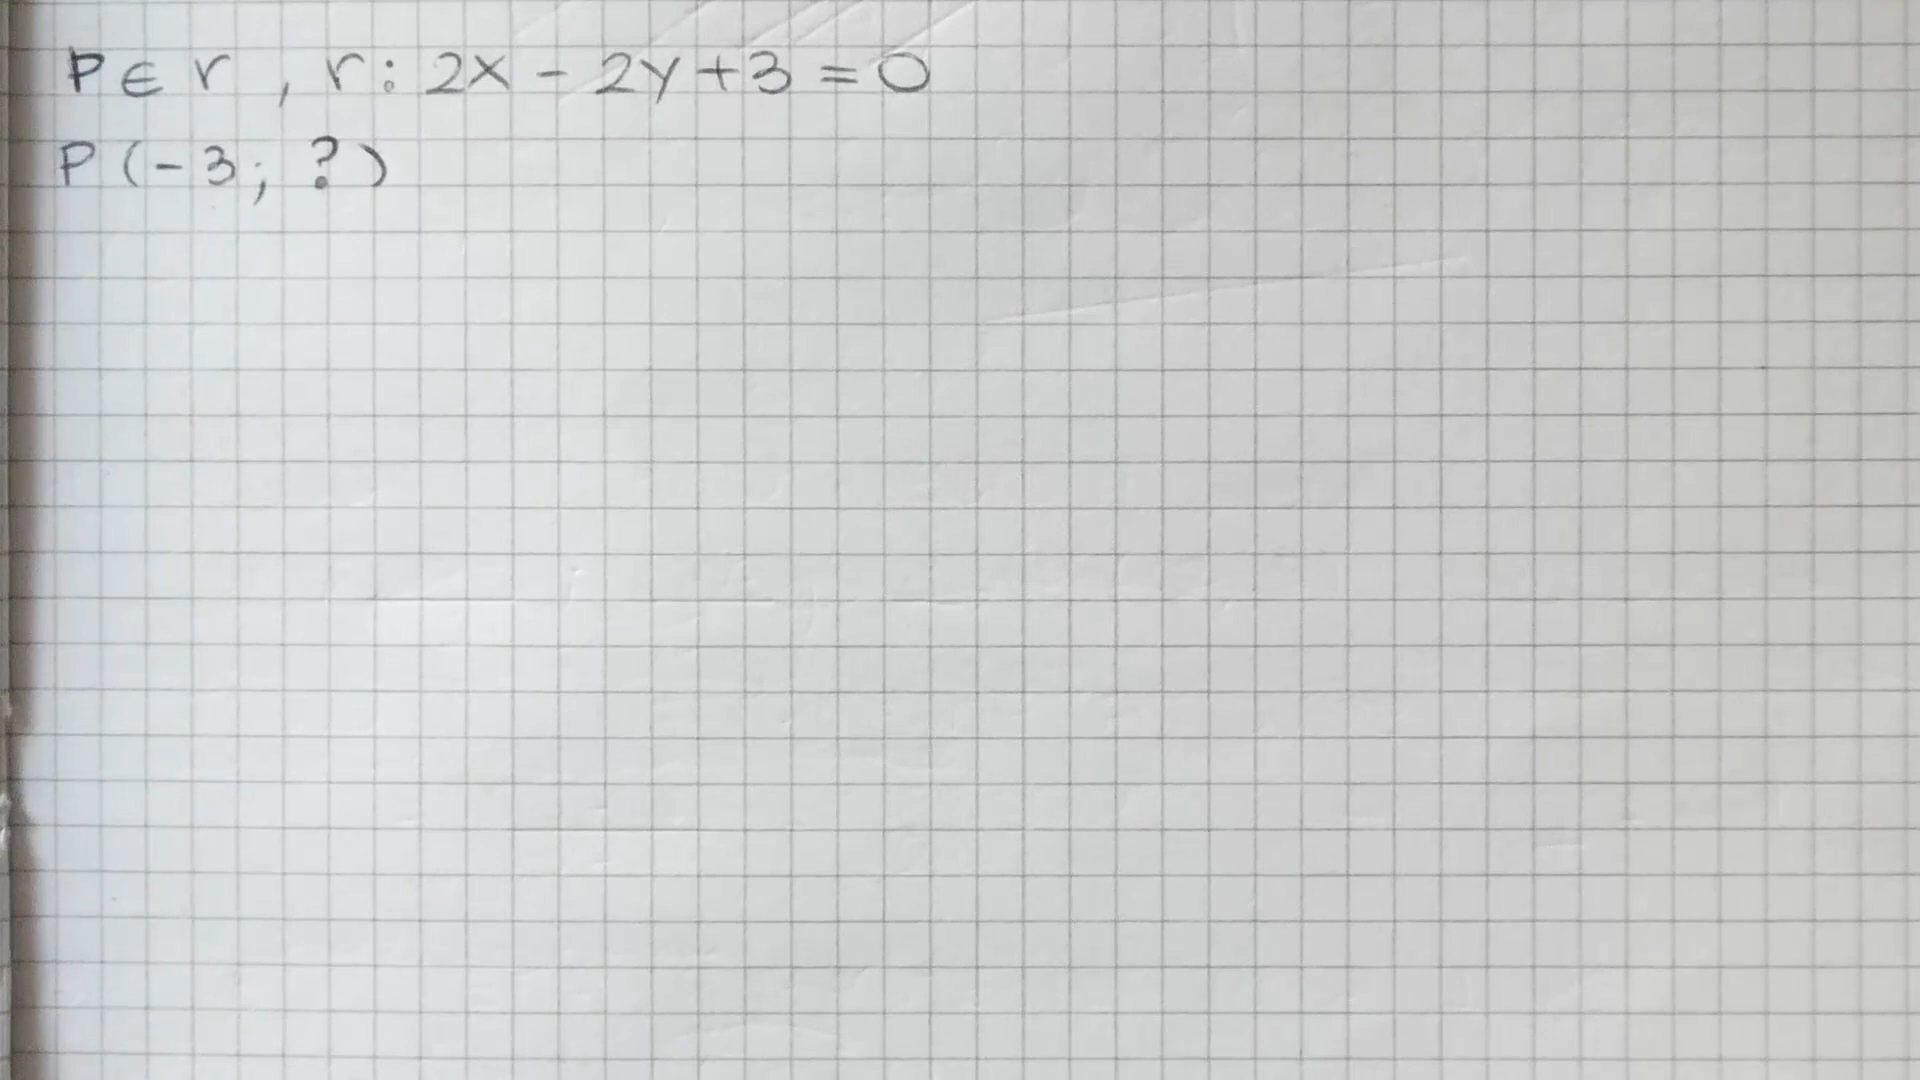 P∈r , r: 2x - 2y + 3 = 0
P(-3; ?)